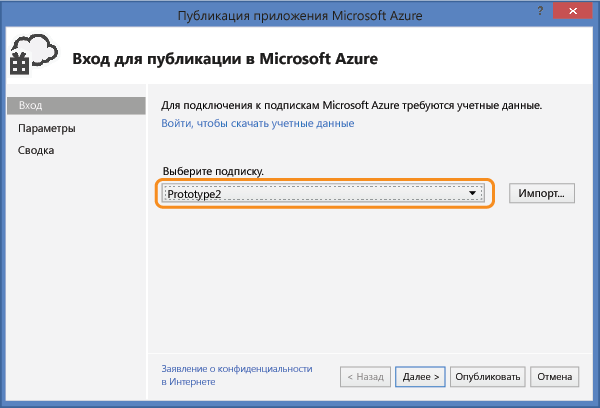 Публикация приложения Microsoft Azure
?
Вход для публикации в Microsoft Azure
Вход
Параметры
Сводка
Для подключения к подпискам Microsoft Azure требуются учетные данные.
Войти, чтобы скачать учетные данные
Выберите подписку.
Prototype2
Импорт...
Заявление о конфиденциальности
в Интернете
< Назад
Далее >
Опубликовать
Отмена